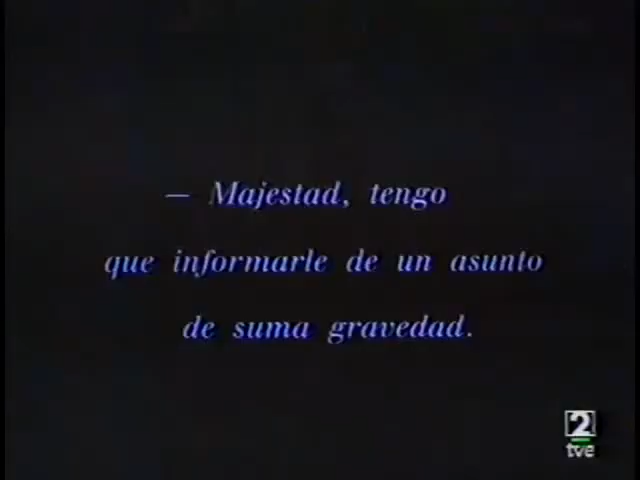 — Majestad, tengo
que informarle de un asunto
de suma gravedad.
2
tve